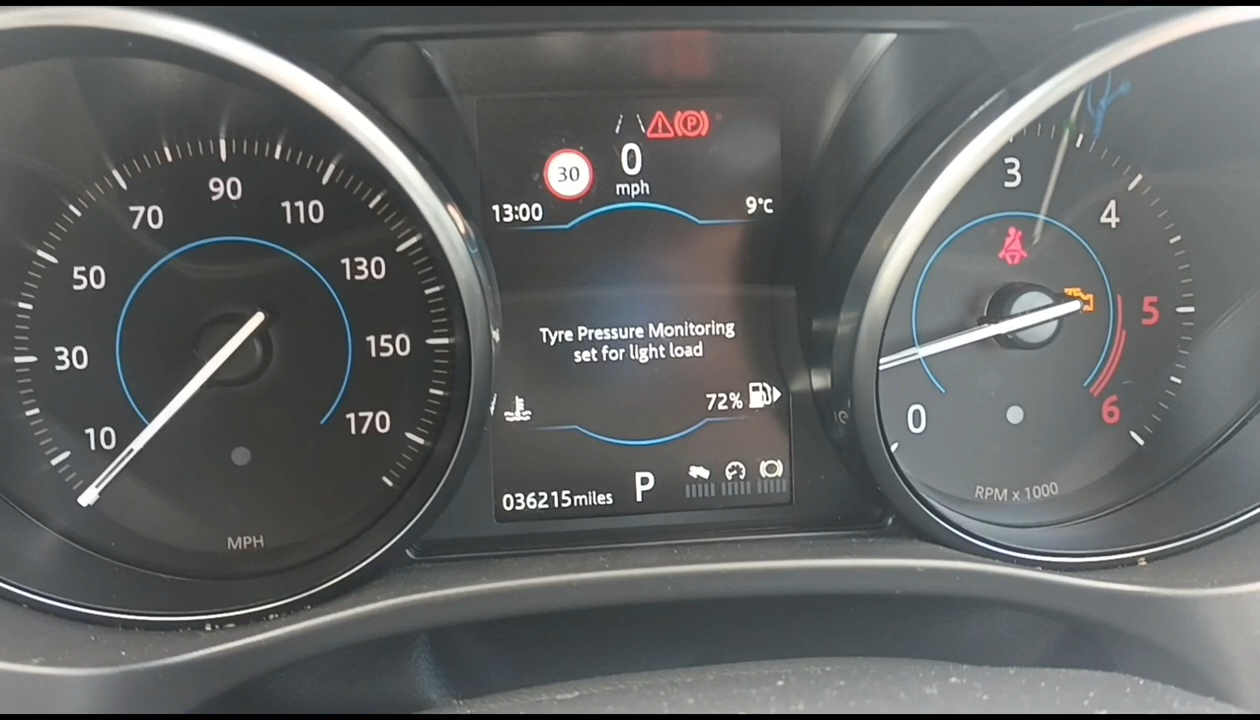 10
30
50
70
90
110
130
150
170
MPH
P
30
0
mph
13:00
9°C
Tyre Pressure Monitoring
set for light load
72%
036215miles
P
0
3
4
5
6
RPM x 1000